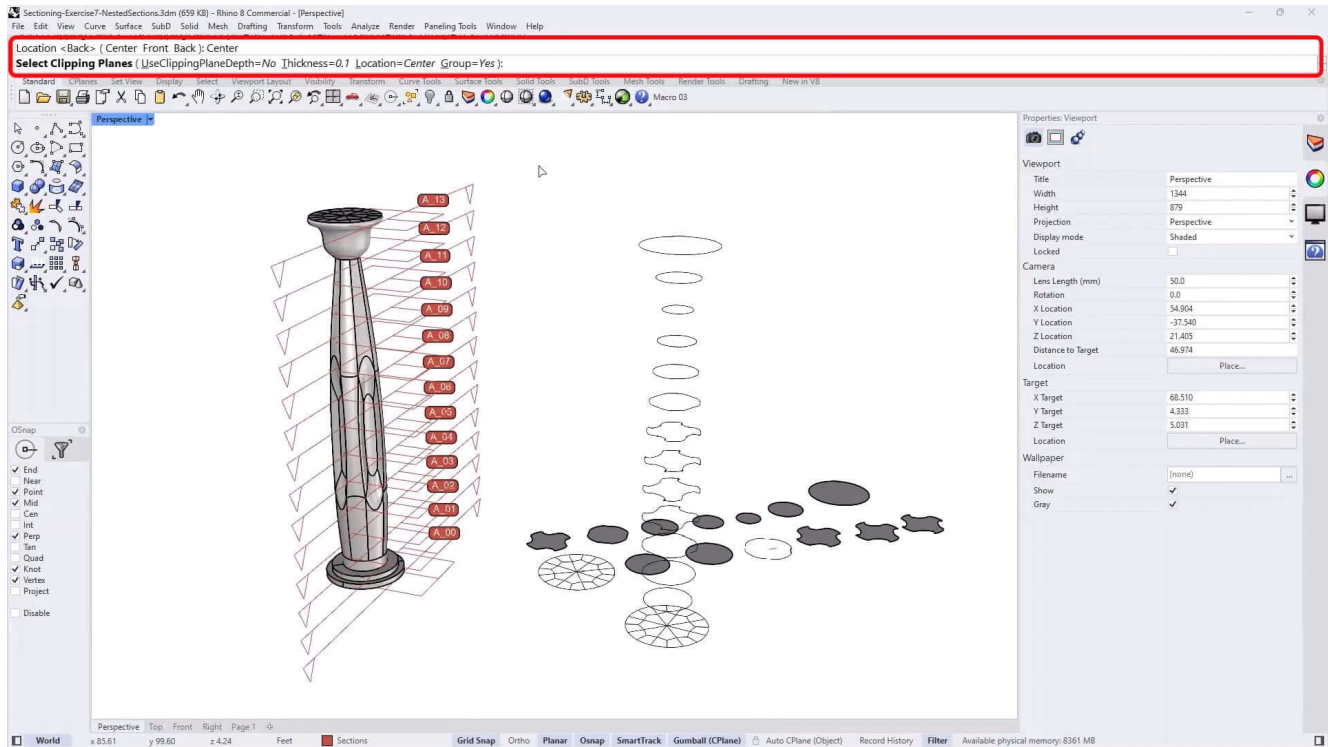 Sectioning-Exercise7-NestedSections.3dm (659 KB) - Rhino 8 Commercial - [Perspective]
File Edit View Curve Surface SubD Solid Mesh Drafting Transform Tools Analyze Render Paneling Tools Window Help
Location <Back> ( Center Front Back ): Center
Select Clipping Planes ( UseClippingPlaneDepth=No Thickness=0.1 Location=Center Group=Yes ):
Standard CPlanes Set View Display Select Viewport Layout Visibility Transform Curve Tools Surface Tools Solid Tools SubD Tools Mesh Tools Render Tools Drafting New in V8
Macro 03
Perspective
A_13
A_12
A_11
A_10
A_09
A_08
A_07
A_06
A_05
A_04
A_03
A_02
A_01
A_00
OSnap
End
Near
Point
Mid
Cen
Int
Perp
Tan
Quad
Knot
Vertex
Project
Disable
Properties: Viewport
Viewport
Title Perspective
Width 1344
Height 879
Projection Perspective
Display mode Shaded
Locked
Camera
Lens Length (mm) 50.0
Rotation 0.0
X Location 54.904
Y Location -37.540
Z Location 21.405
Distance to Target 46.974
Location Place...
Target
X Target 68.510
Y Target 4.333
Z Target 5.031
Location Place...
Wallpaper
Filename (none) ...
Show
Gray
Perspective Top Front Right Page 1
World x 85.61 y 99.60 z 4.24 Feet Sections Grid Snap Ortho Planar Osnap SmartTrack Gumball (CPlane) Auto CPlane (Object) Record History Filter Available physical memory: 8361 MB